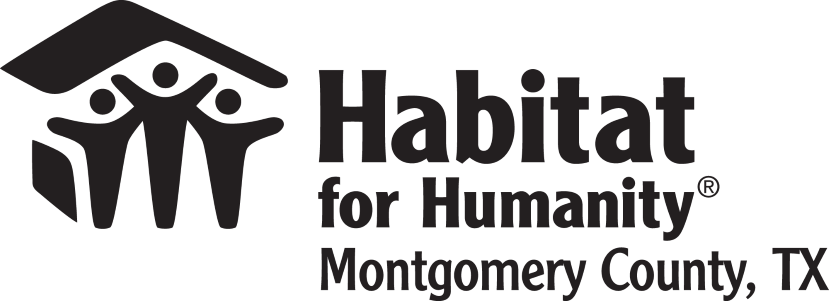 Habitat
for Humanity®
Montgomery County, TX